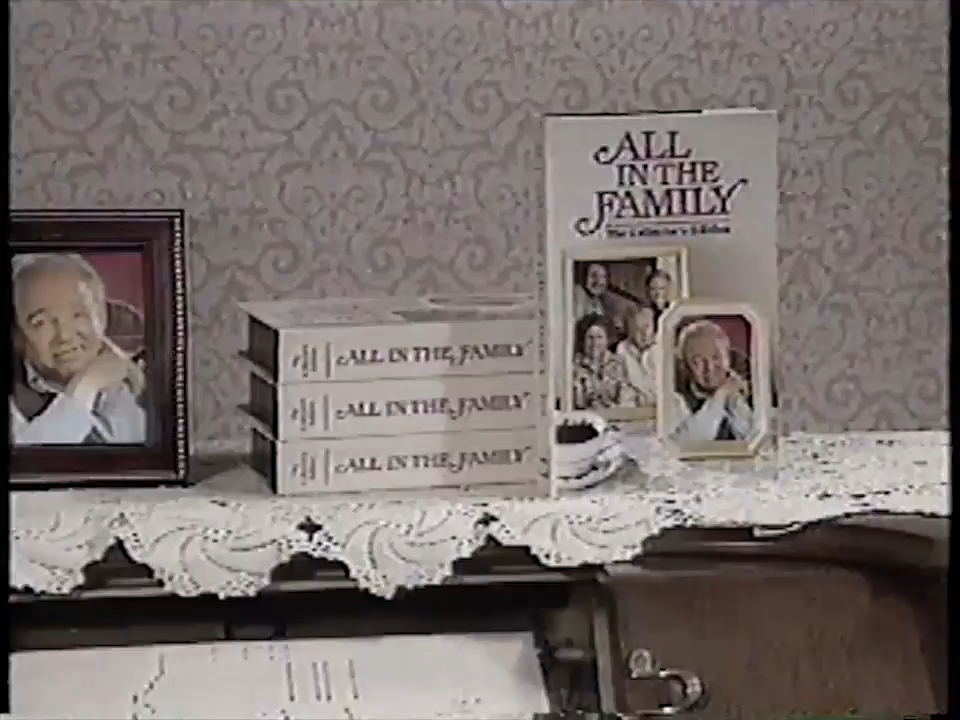 ALL IN THE FAMILY
ALL IN THE FAMILY
ALL IN THE FAMILY
ALL
IN THE
FAMILY
The Collector's Edition